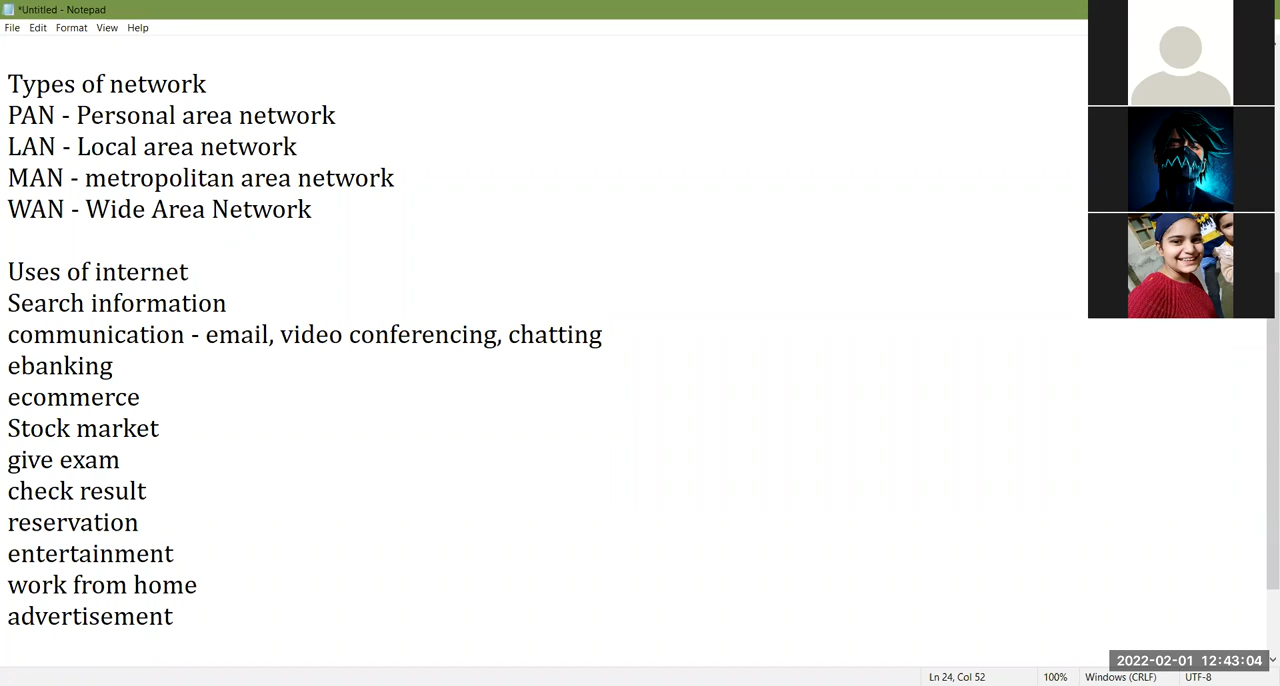 *Untitled - Notepad
File Edit Format View Help
Types of network
PAN - Personal area network
LAN - Local area network
MAN - metropolitan area network
WAN - Wide Area Network
Uses of internet
Search information
communication - email, video conferencing, chatting
ebanking
ecommerce
Stock market
give exam
check result
reservation
entertainment
work from home
advertisement
2022-02-01 12:43:04
Ln 24, Col 52 100% Windows (CRLF) UTF-8